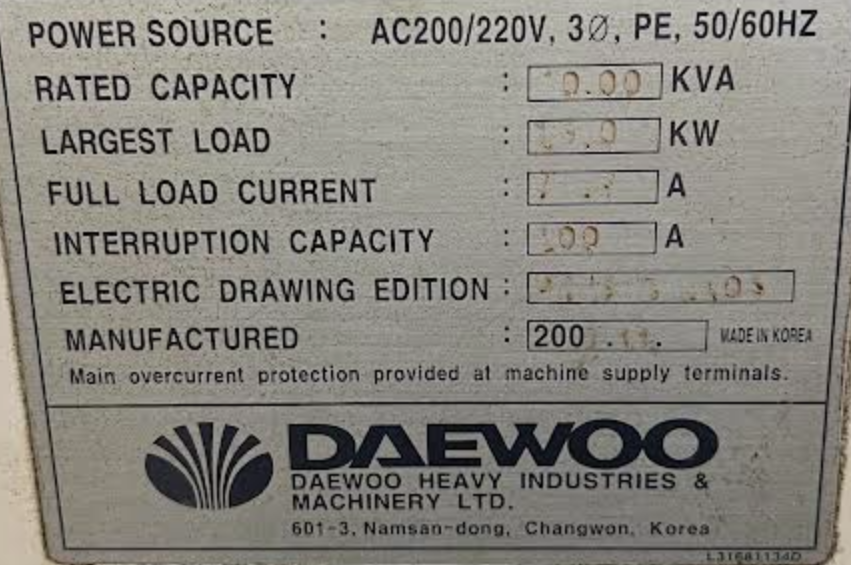 POWER SOURCE : AC200/220V, 3Ø, PE, 50/60HZ
RATED CAPACITY : KVA
LARGEST LOAD : KW
FULL LOAD CURRENT : A
INTERRUPTION CAPACITY : A
ELECTRIC DRAWING EDITION :
MANUFACTURED : 200 . . MADE IN KOREA
Main overcurrent protection provided at machine supply terminals.
DAEWOO
DAEWOO HEAVY INDUSTRIES &
MACHINERY LTD.
601-3, Namsan-dong, Changwon, Korea
L31681134D